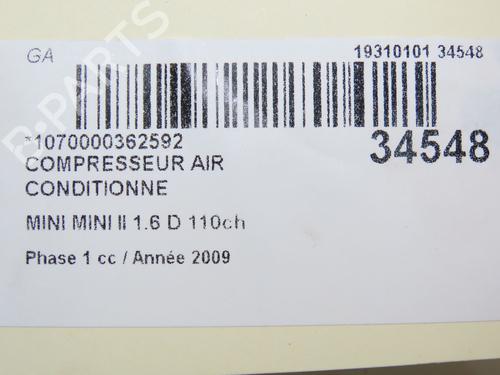 GA
19310101 34548
*1070000362592
34548
COMPRESSEUR AIR
CONDITIONNE
MINI MINI II 1.6 D 110ch
Phase 1 cc / Année 2009
B-PARTS